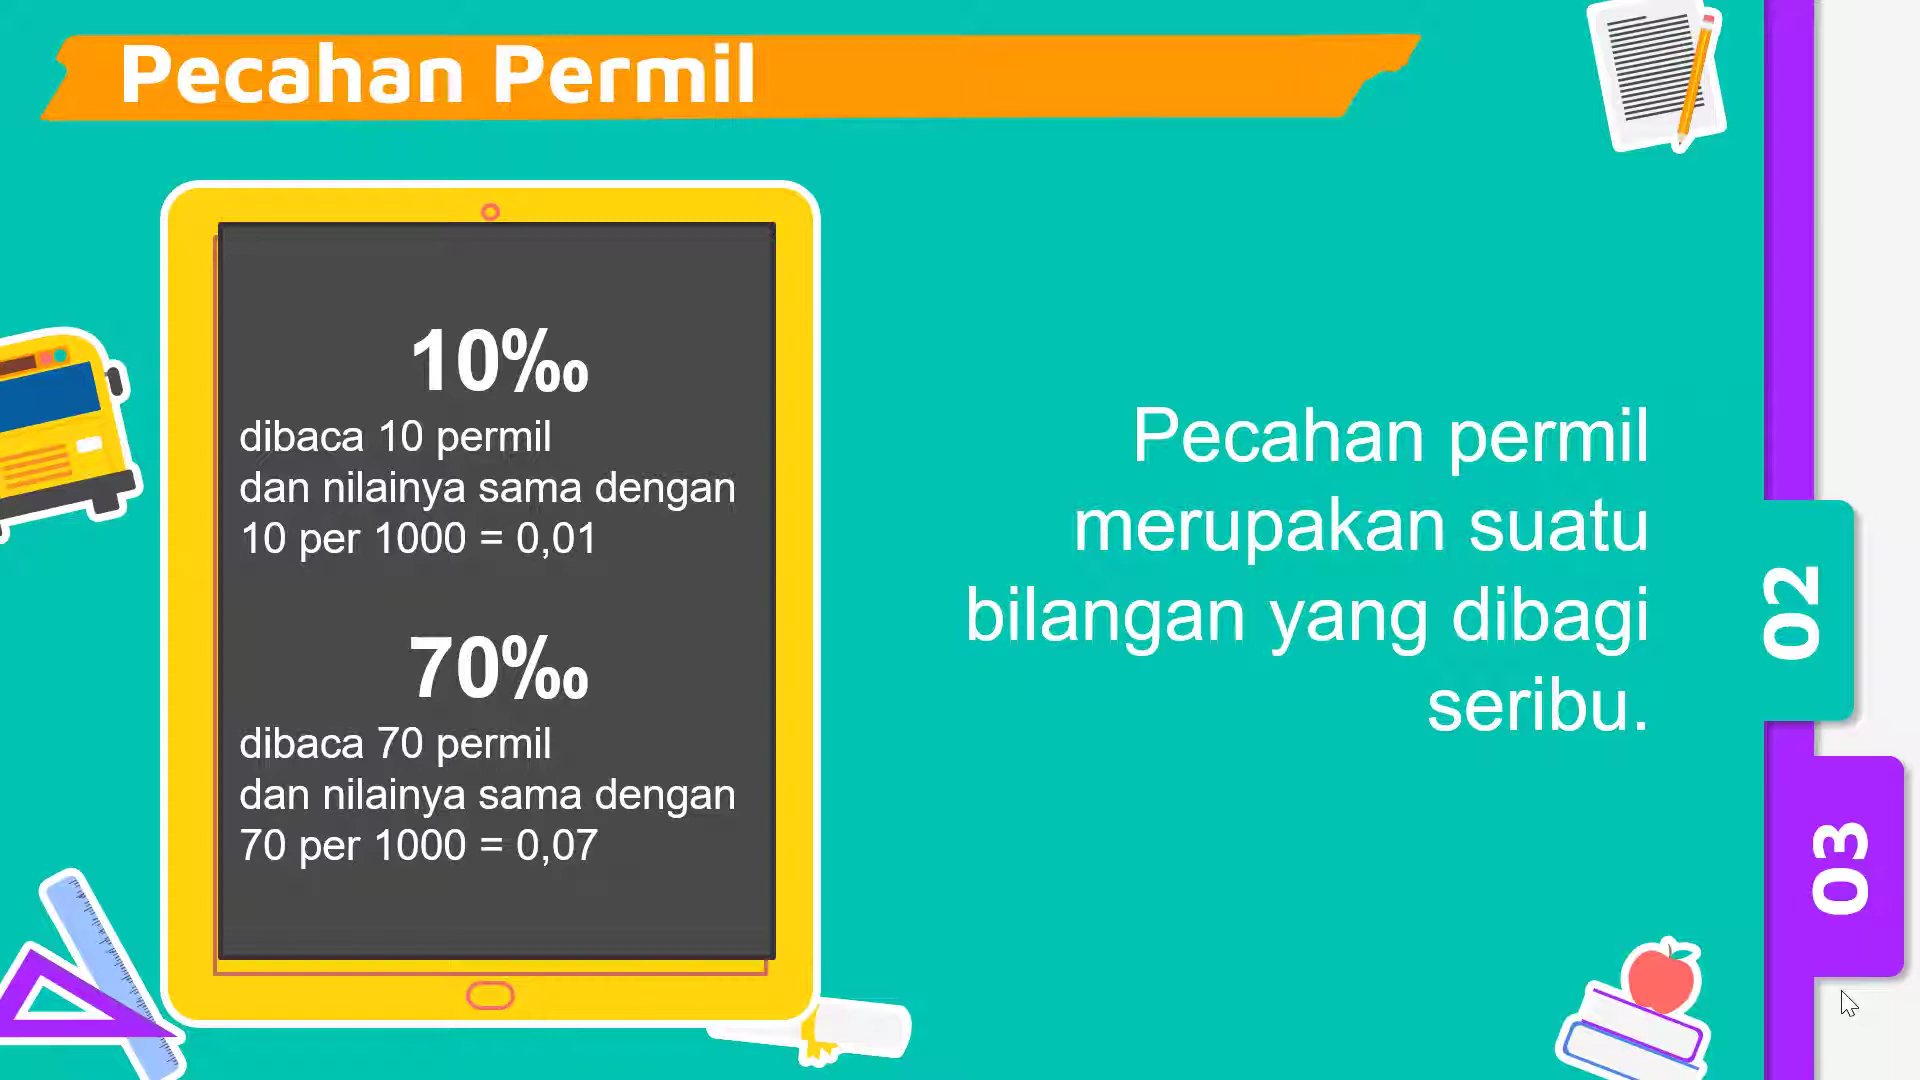 Pecahan Permil
10‰
dibaca 10 permil
dan nilainya sama dengan
10 per 1000 = 0,01
70‰
dibaca 70 permil
dan nilainya sama dengan
70 per 1000 = 0,07
Pecahan permil
merupakan suatu
bilangan yang dibagi
seribu.
02
03